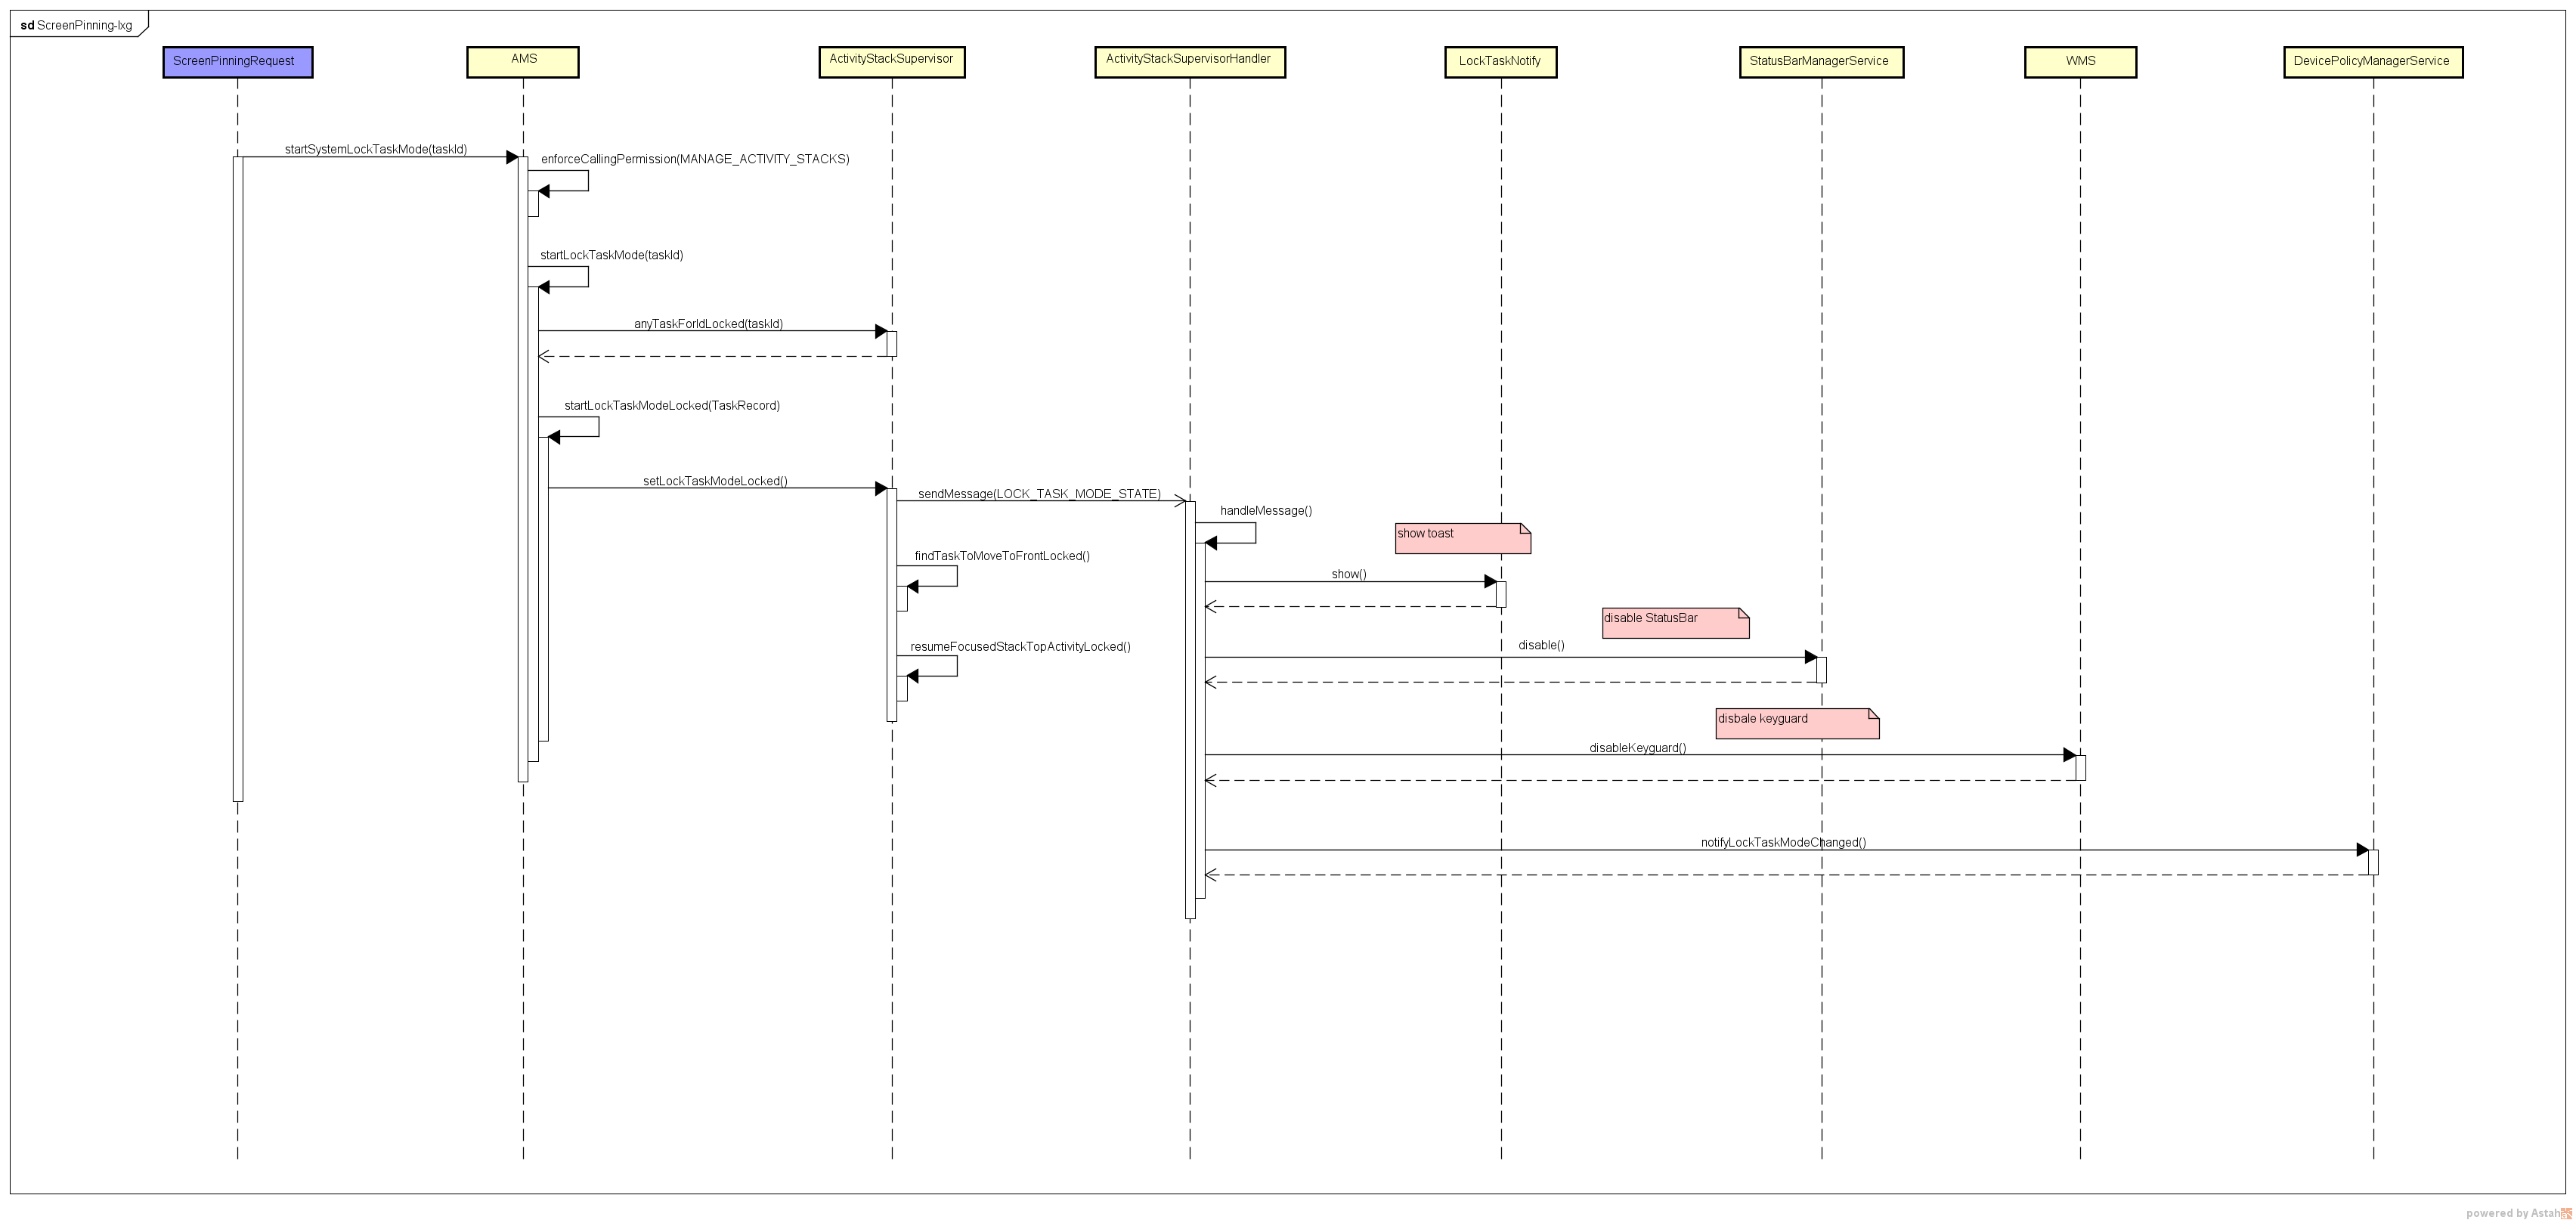 sd ScreenPinning-lxg
ScreenPinningRequest
AMS
ActivityStackSupervisor
ActivityStackSupervisorHandler
LockTaskNotify
StatusBarManagerService
WMS
DevicePolicyManagerService
startSystemLockTaskMode(taskId)
enforceCallingPermission(MANAGE_ACTIVITY_STACKS)
startLockTaskMode(taskId)
anyTaskForIdLocked(taskId)
startLockTaskModeLocked(TaskRecord)
setLockTaskModeLocked()
sendMessage(LOCK_TASK_MODE_STATE)
handleMessage()
show toast
findTaskToMoveToFrontLocked()
show()
disable StatusBar
resumeFocusedStackTopActivityLocked()
disable()
disbale keyguard
disableKeyguard()
notifyLockTaskModeChanged()
powered by Astah